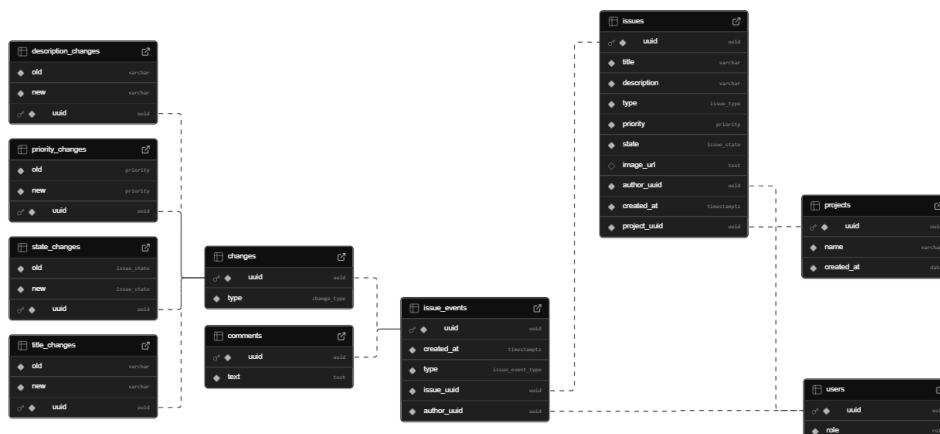 issues
uuid uuid
title varchar
description varchar
type issue_type
priority priority
state issue_state
image_url text
author_uuid uuid
created_at timestamptz
project_uuid uuid
description_changes
old varchar
new varchar
uuid uuid
priority_changes
old priority
new priority
uuid uuid
state_changes
old issue_state
new issue_state
uuid uuid
title_changes
old varchar
new varchar
uuid uuid
changes
uuid uuid
type change_type
comments
uuid uuid
text text
issue_events
uuid uuid
created_at timestamptz
type issue_event_type
issue_uuid uuid
author_uuid uuid
projects
uuid
name
created_at
users
uuid
role